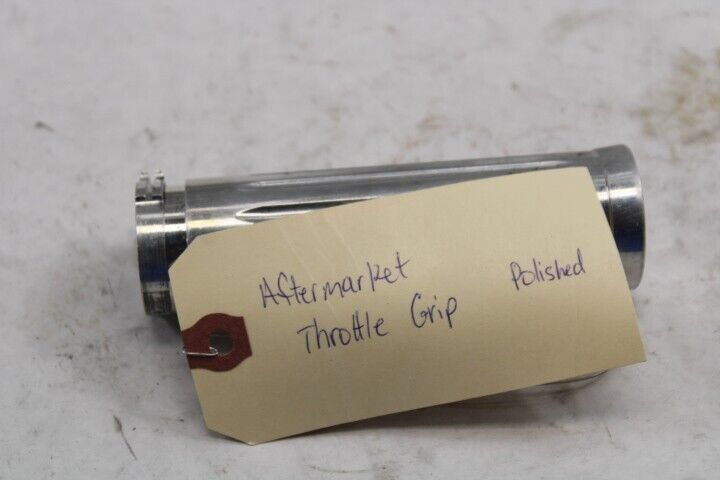 Aftermarket
Throttle Grip
Polished